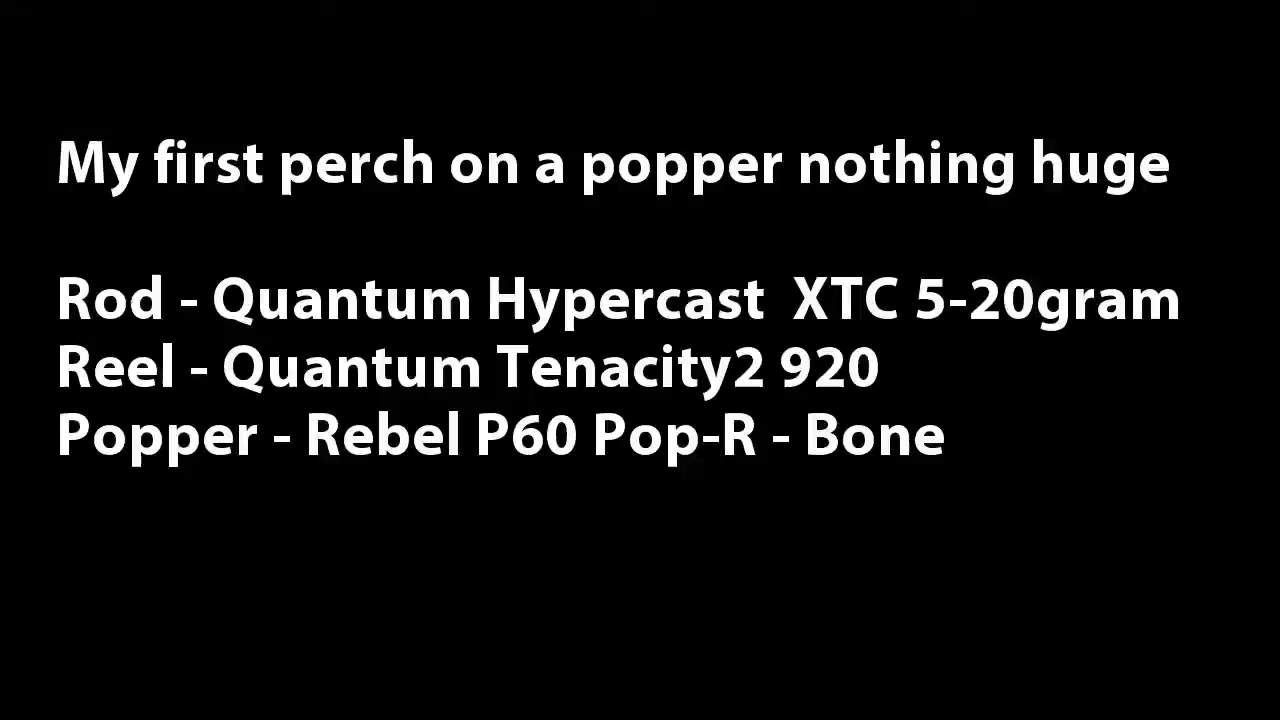 My first perch on a popper nothing huge
Rod - Quantum Hypercast  XTC 5-20gram
Reel - Quantum Tenacity2 920
Popper - Rebel P60 Pop-R - Bone